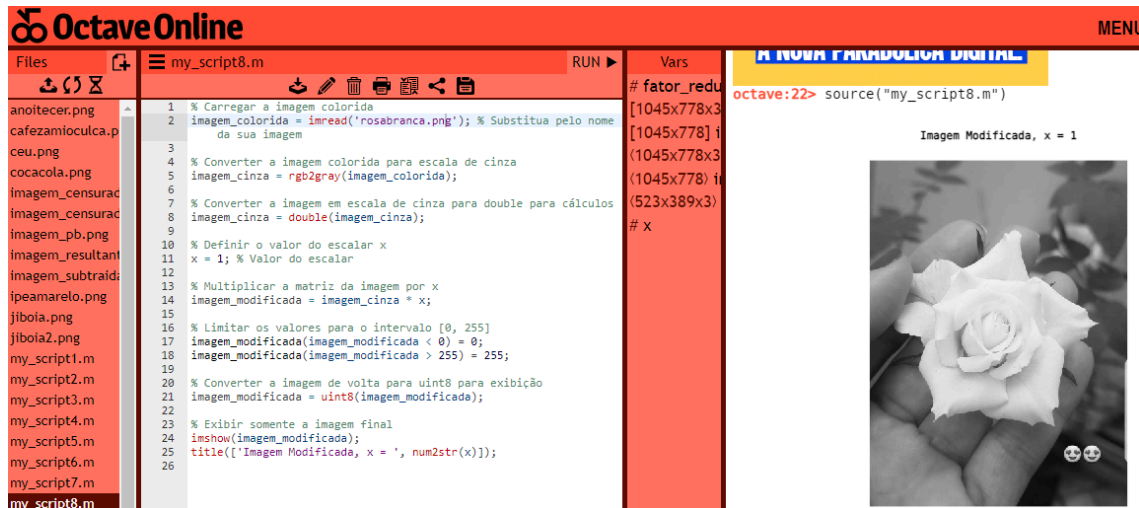 Octave Online
MENU
Files
my_script8.m
RUN
Vars
anoitecer.png
cafezamioculca.p
ceu.png
cocacola.png
imagem_censurac
imagem_censurac
imagem_pb.png
imagem_resultant
imagem_subtraida
ipeamarelo.png
jiboia.png
jiboia2.png
my_script1.m
my_script2.m
my_script3.m
my_script4.m
my_script5.m
my_script6.m
my_script7.m
my_script8.m
1 % Carregar a imagem colorida
2 imagem_colorida = imread('rosabranca.png'); % Substitua pelo nome
da sua imagem
3
4 % Converter a imagem colorida para escala de cinza
5 imagem_cinza = rgb2gray(imagem_colorida);
6
7 % Converter a imagem em escala de cinza para double para cálculos
8 imagem_cinza = double(imagem_cinza);
9
10 % Definir o valor do escalar x
11 x = 1; % Valor do escalar
12
13 % Multiplicar a matriz da imagem por x
14 imagem_modificada = imagem_cinza * x;
15
16 % Limitar os valores para o intervalo [0, 255]
17 imagem_modificada(imagem_modificada < 0) = 0;
18 imagem_modificada(imagem_modificada > 255) = 255;
19
20 % Converter a imagem de volta para uint8 para exibição
21 imagem_modificada = uint8(imagem_modificada);
22
23 % Exibir somente a imagem final
24 imshow(imagem_modificada);
25 title(['Imagem Modificada, x = ', num2str(x)]);
26
# fator_redu
[1045x778x3
[1045x778] i
(1045x778x3
(1045x778) i
(523x389x3)
# x
A NOVA PARABÓLICA DIGITAL.
octave:22> source("my_script8.m")
Imagem Modificada, x = 1